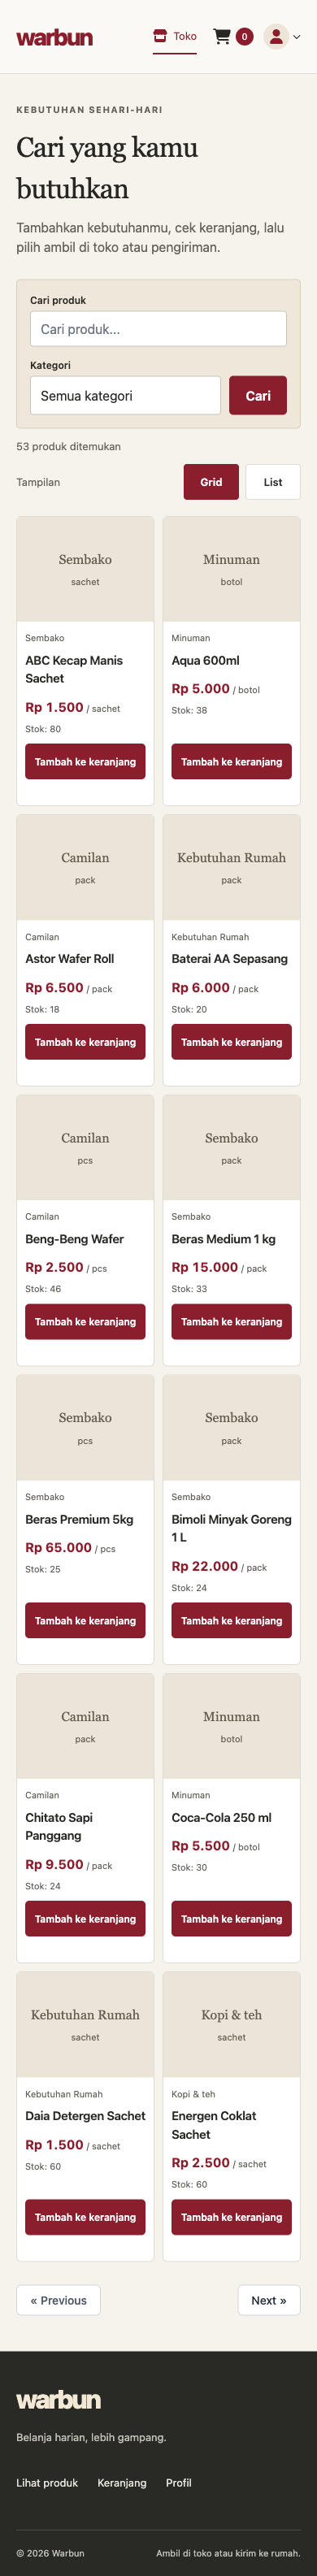 warbun
Toko
0
KEBUTUHAN SEHARI-HARI
Cari yang kamu
butuhkan
Tambahkan kebutuhanmu, cek keranjang, lalu
pilih ambil di toko atau pengiriman.
Cari produk
Cari produk...
Kategori
Semua kategori
Cari
53 produk ditemukan
Tampilan
Grid
List
Sembako
sachet
Sembako
ABC Kecap Manis
Sachet
Rp 1.500 / sachet
Stok: 80
Tambah ke keranjang
Minuman
botol
Minuman
Aqua 600ml
Rp 5.000 / botol
Stok: 38
Tambah ke keranjang
Camilan
pack
Camilan
Astor Wafer Roll
Rp 6.500 / pack
Stok: 18
Tambah ke keranjang
Kebutuhan Rumah
pack
Kebutuhan Rumah
Baterai AA Sepasang
Rp 6.000 / pack
Stok: 20
Tambah ke keranjang
Camilan
pcs
Camilan
Beng-Beng Wafer
Rp 2.500 / pcs
Stok: 46
Tambah ke keranjang
Sembako
pack
Sembako
Beras Medium 1 kg
Rp 15.000 / pack
Stok: 33
Tambah ke keranjang
Sembako
pcs
Sembako
Beras Premium 5kg
Rp 65.000 / pcs
Stok: 25
Tambah ke keranjang
Sembako
pack
Sembako
Bimoli Minyak Goreng
1 L
Rp 22.000 / pack
Stok: 24
Tambah ke keranjang
Camilan
pack
Camilan
Chitato Sapi
Panggang
Rp 9.500 / pack
Stok: 24
Tambah ke keranjang
Minuman
botol
Minuman
Coca-Cola 250 ml
Rp 5.500 / botol
Stok: 30
Tambah ke keranjang
Kebutuhan Rumah
sachet
Kebutuhan Rumah
Daia Detergen Sachet
Rp 1.500 / sachet
Stok: 60
Tambah ke keranjang
Kopi & teh
sachet
Kopi & teh
Energen Coklat
Sachet
Rp 2.500 / sachet
Stok: 60
Tambah ke keranjang
« Previous
Next »
warbun
Belanja harian, lebih gampang.
Lihat produk
Keranjang
Profil
© 2026 Warbun
Ambil di toko atau kirim ke rumah.